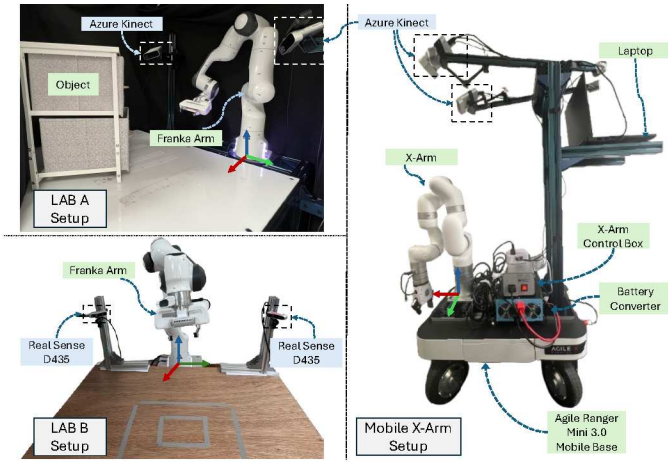 Azure Kinect
Object
Franka Arm
LAB A
Setup
Franka Arm
Real Sense
D435
Real Sense
D435
LAB B
Setup
Azure Kinect
Laptop
X-Arm
X-Arm
Control Box
Battery
Converter
AGILE
Agile Ranger
Mini 3.0
Mobile Base
Mobile X-Arm
Setup